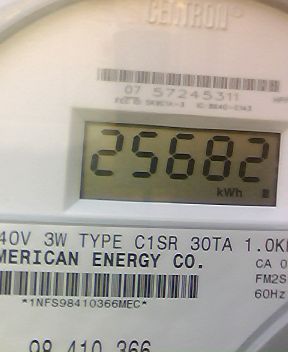 CENTRON®
07 57245311
25682
kWh
40V 3W TYPE C1SR 30TA 1.0K
MERICAN ENERGY CO.
CA 0
FM2S
*1NFS98410366MEC*
60Hz
98 410 366